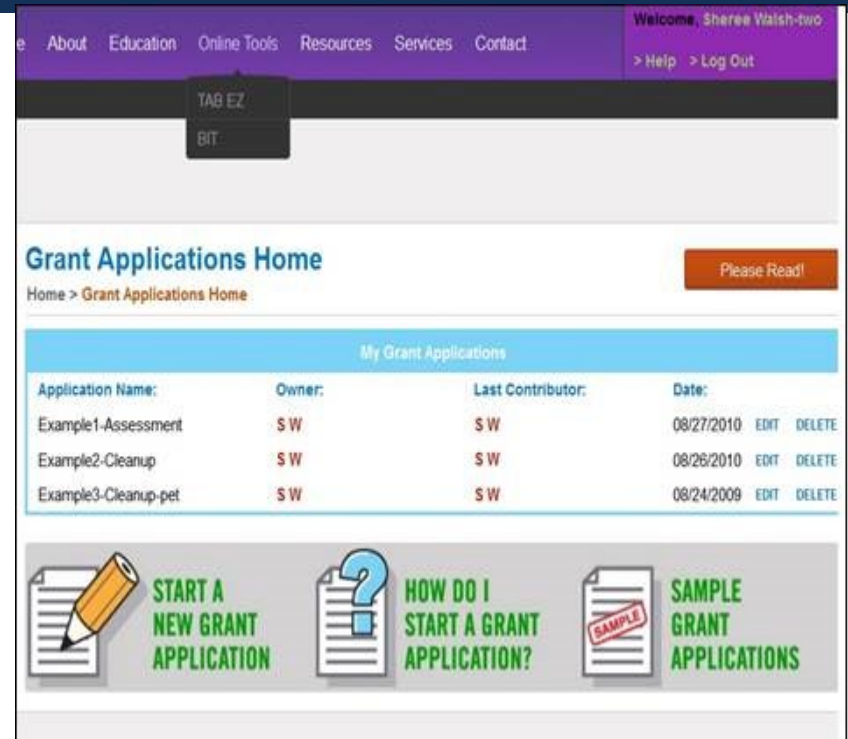 e About Education Online Tools Resources Services Contact
Welcome, Sheree Walsh-two
> Help > Log Out
TAB EZ
BIT
Grant Applications Home
Please Read!
Home > Grant Applications Home
My Grant Applications
Application Name: Owner: Last Contributor: Date:
Example1-Assessment S W S W 08/27/2010 EDIT DELETE
Example2-Cleanup S W S W 08/26/2010 EDIT DELETE
Example3-Cleanup-pet S W S W 08/24/2009 EDIT DELETE
START A
NEW GRANT
APPLICATION
HOW DO I
START A GRANT
APPLICATION?
SAMPLE
SAMPLE
GRANT
APPLICATIONS